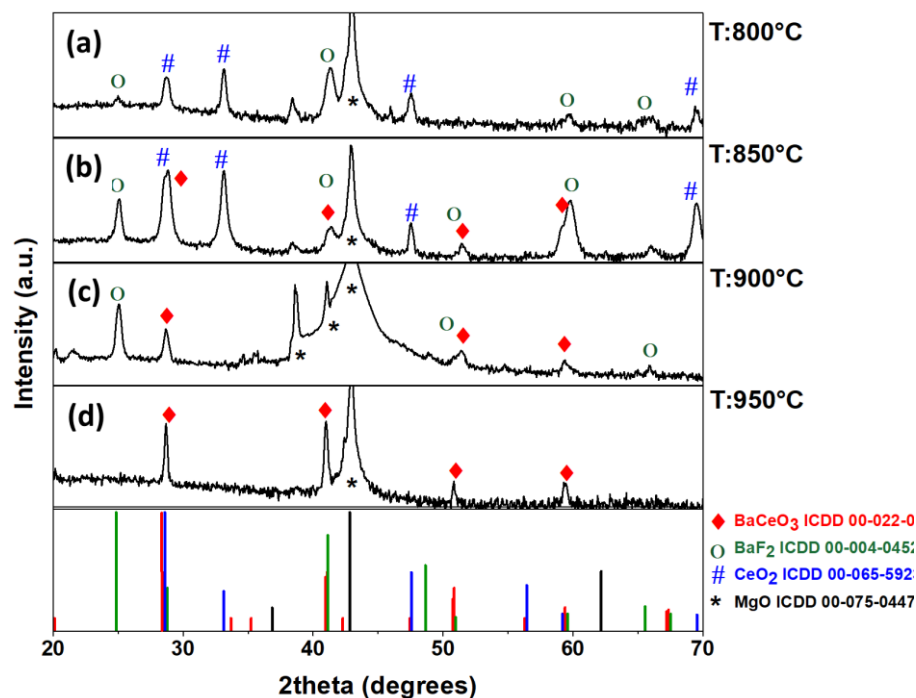 (a)
T:800°C
(b)
T:850°C
(c)
T:900°C
(d)
T:950°C
Intensity (a.u.)
20 30 40 50 60 70
2theta (degrees)
BaCeO3 ICDD 00-022-0
BaF2 ICDD 00-004-0452
# CeO2 ICDD 00-065-592
* MgO ICDD 00-075-0447